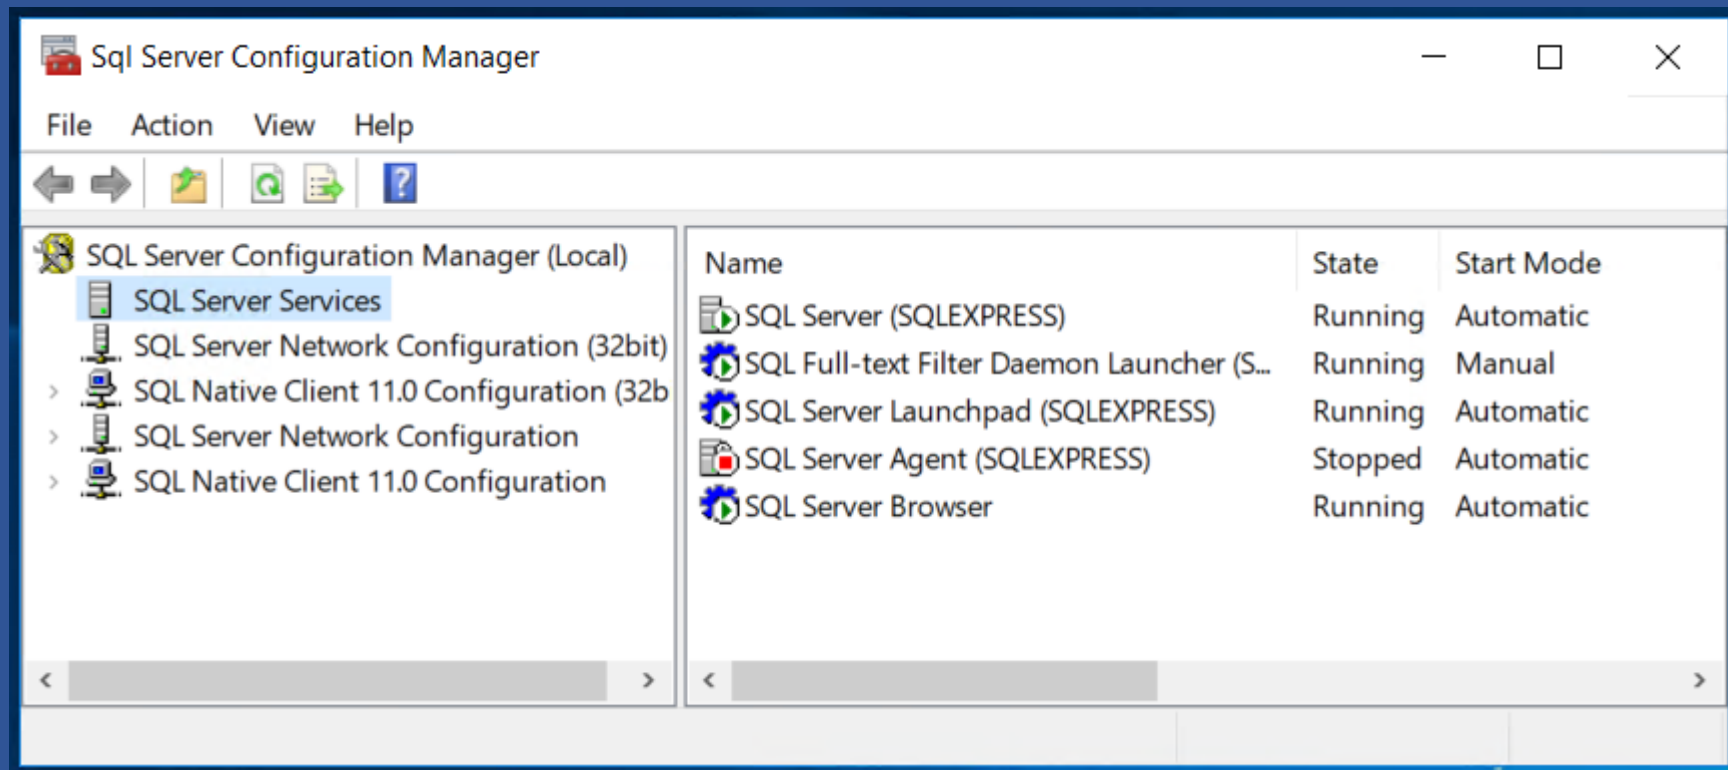 Sql Server Configuration Manager
File Action View Help
SQL Server Configuration Manager (Local)
SQL Server Services
SQL Server Network Configuration (32bit)
SQL Native Client 11.0 Configuration (32b
SQL Server Network Configuration
SQL Native Client 11.0 Configuration
Name State Start Mode
SQL Server (SQLEXPRESS) Running Automatic
SQL Full-text Filter Daemon Launcher (S... Running Manual
SQL Server Launchpad (SQLEXPRESS) Running Automatic
SQL Server Agent (SQLEXPRESS) Stopped Automatic
SQL Server Browser Running Automatic